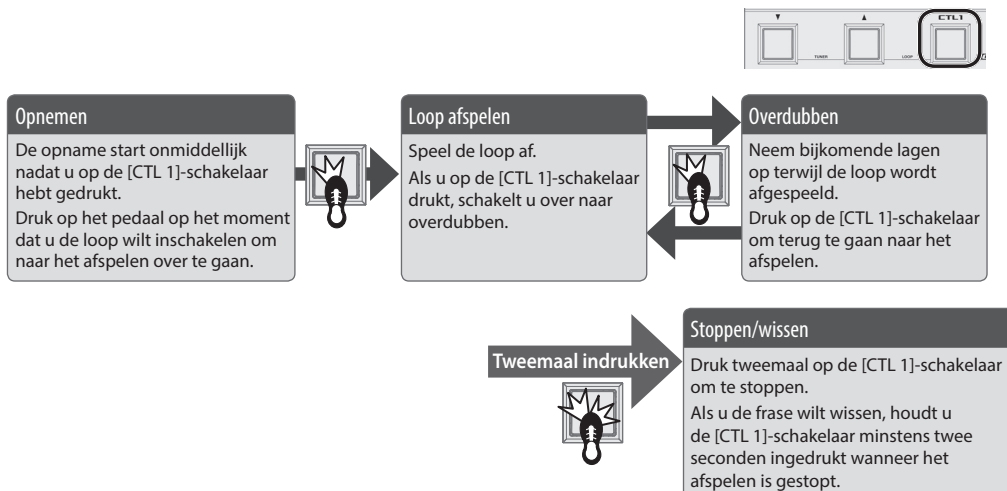 ▼
▲
CTL1
TUNER
LOOP
Opnemen
De opname start onmiddellijk
nadat u op de [CTL 1]-schakelaar
hebt gedrukt.
Druk op het pedaal op het moment
dat u de loop wilt inschakelen om
naar het afspelen over te gaan.
Loop afspelen
Speel de loop af.
Als u op de [CTL 1]-schakelaar
drukt, schakelt u over naar
overdubben.
Overdubben
Neem bijkomende lagen
op terwijl de loop wordt
afgespeeld.
Druk op de [CTL 1]-schakelaar
om terug te gaan naar het
afspelen.
Tweemaal indrukken
Stoppen/wissen
Druk tweemaal op de [CTL 1]-schakelaar
om te stoppen.
Als u de frase wilt wissen, houdt u
de [CTL 1]-schakelaar minstens twee
seconden ingedrukt wanneer het
afspelen is gestopt.